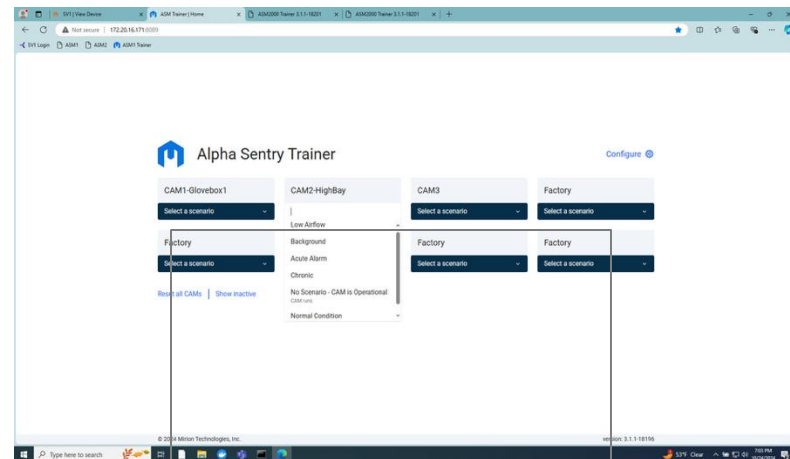 SV1 | View Device
ASM Trainer | Home
ASM2000 Trainer 3.1.1-18201
ASM2000 Trainer 3.1.1-18201
Not secure | 172.20.16.171:8089
SV1 Login ASM1 ASM2 ASM1 Trainer
Alpha Sentry Trainer
Configure
CAM1-Glovebox1
Select a scenario
CAM2-HighBay
Low Airflow
Background
Acute Alarm
Chronic
No Scenario - CAM is Operational
Normal Condition
CAM3
Select a scenario
Factory
Select a scenario
Factory
Select a scenario
Factory
Select a scenario
Factory
Select a scenario
Reset all CAMs | Show inactive
Mirion Technologies, Inc.
version: 3.1.1-18196
Type here to search
53°F Clear
7:03 PM